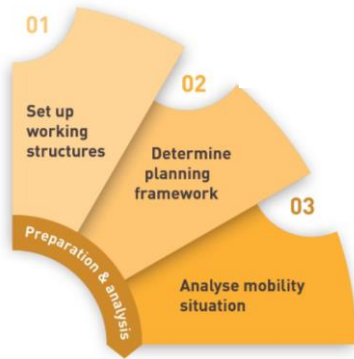 01
Set up
working
structures
02
Determine
planning
framework
03
Analyse mobility
situation
Preparation & analysis